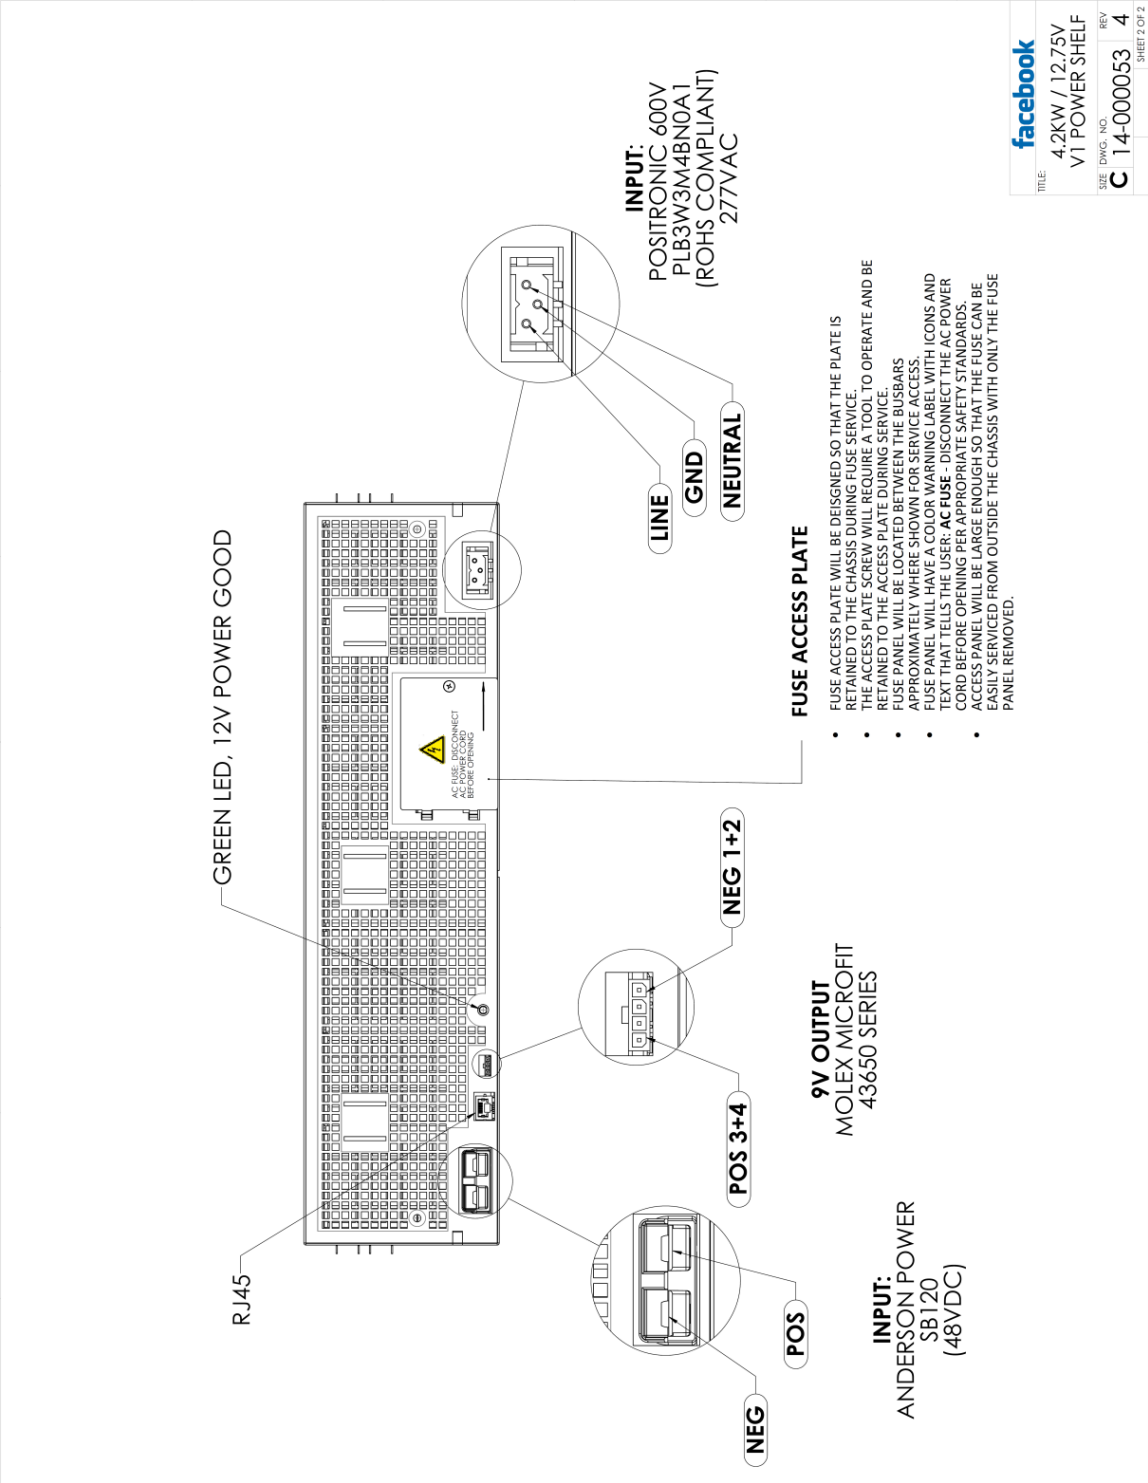 GREEN LED, 12V POWER GOOD
RJ45
AC FUSE: DISCONNECT
AC POWER CORD
BEFORE OPENING
NEG
POS
INPUT:
ANDERSON POWER
SB120
(48VDC)
POS 3+4
NEG 1+2
9V OUTPUT
MOLEX MICROFIT
43650 SERIES
LINE
GND
NEUTRAL
INPUT:
POSITRONIC 600V
PLB3W3M4BN0A1
(ROHS COMPLIANT)
277VAC
FUSE ACCESS PLATE
• FUSE ACCESS PLATE WILL BE DEISGNED SO THAT THE PLATE IS
RETAINED TO THE CHASSIS DURING FUSE SERVICE.
• THE ACCESS PLATE SCREW WILL REQUIRE A TOOL TO OPERATE AND BE
RETAINED TO THE ACCESS PLATE DURING SERVICE.
• FUSE PANEL WILL BE LOCATED BETWEEN THE BUSBARS
APPROXIMATELY WHERE SHOWN FOR SERVICE ACCESS.
• FUSE PANEL WILL HAVE A COLOR WARNING LABEL WITH ICONS AND
TEXT THAT TELLS THE USER: AC FUSE - DISCONNECT THE AC POWER
CORD BEFORE OPENING PER APPROPRIATE SAFETY STANDARDS.
• ACCESS PANEL WILL BE LARGE ENOUGH SO THAT THE FUSE CAN BE
EASILY SERVICED FROM OUTSIDE THE CHASSIS WITH ONLY THE FUSE
PANEL REMOVED.
facebook
TITLE:
4.2KW / 12.75V
V1 POWER SHELF
SIZE DWG. NO. REV
C 14-000053 4
SHEET 2 OF 2